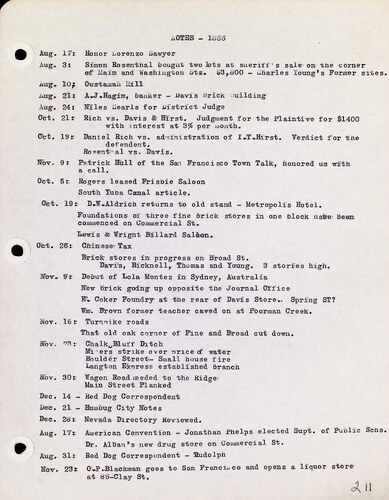 NOTES - 1855
Aug. 17: Honor Lorenzo Sawyer
Aug. 3: Simon Rosenthal bought two lots at sheriff's sale on the corner
of Maim and Washington Sts. $3,800 - Charles Young's Former sites.
Aug. 10: Oustamah Hill
Aug. 21: A.J.Hagim, banker - Davis Brick Building
Aug. 24: Niles Searls for District Judge
Oct. 21: Rich vs. Davis & Hirst. Judgment for the Plaintive for $1400
with interest at 3% per month.
Oct. 19: Daniel Rich vs. administration of I.T.Hirst. Verdict for the
defendent.
Rosenthal vs. Davis.
Nov. 9: Patrick Hull of the San Francisco Town Talk, honored us with
a call.
Oct. 5: Rogers leased Frisbie Saloon
South Yuba Canal article.
Oct. 19: D.W.Aldrich returns to old stand - Metropolis Hotel.
Foundations of three fine brick stores in one block have been
commenced on Commercial St.
Lewis & Wright Billard Saloon.
Oct. 26: Chinese Tax
Brick stores in progress on Broad St.
Davis, Bicknell, Thomas and Young. 3 stories high.
Nov. 9: Debut of Lola Montez in Sydney, Australia
New Brick going up opposite the Journal Office
E. Coker Foundry at the rear of Davis Store. Spring ST?
Wm. Brown former teacher caved on at Poorman Creek.
Nov. 16: Turnpike roads
That old oak corner of Fine and Broad cut down.
Nov. 23: Chalk Bluff Ditch
Miners strike over price of water
Boulder Street- Small house fire
Langton Express established Branch
Nov. 30: Wagon Road needed to the Ridge
Main Street Planked
Dec. 14 - Red Dog Correspondent
Dec. 21 - Humbug City Notes
Dec. 28: Nevada Directory Reviewed.
Aug. 17: American Convention - Jonathan Phelps elected Supt. of Public Scns.
Dr. Alban's new drug store on Commercial St.
Aug. 31: Red Dog Correspondent - Rudolph
Nov. 23: O.P.Blackman goes to San Francisco and opens a liquor store
at 85-Clay St.
211